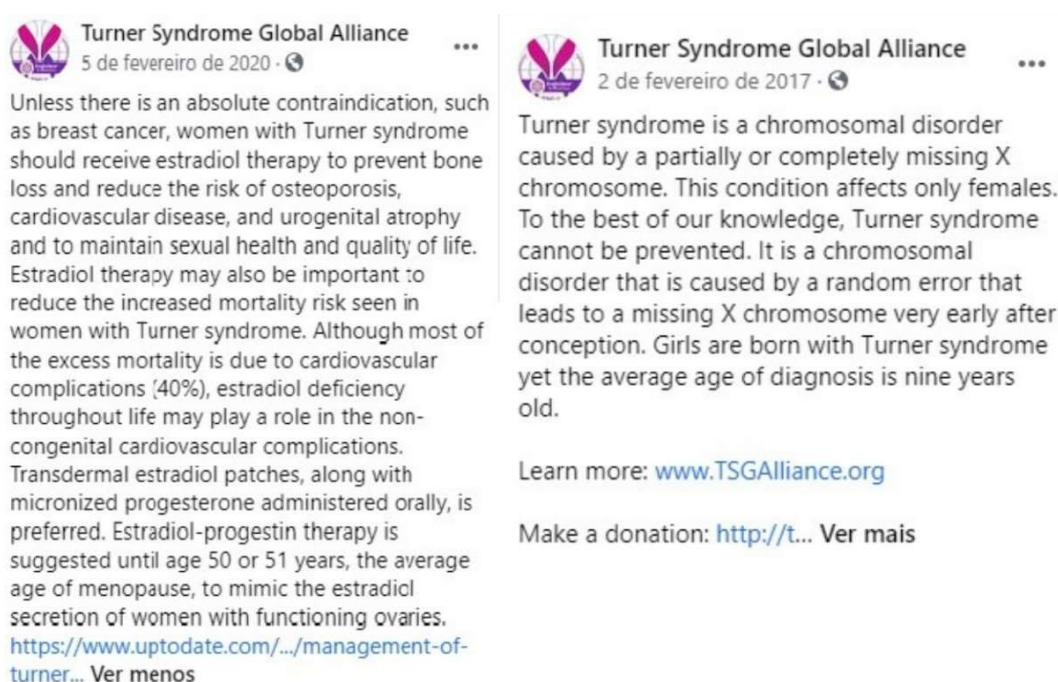 Turner Syndrome Global Alliance
5 de fevereiro de 2020 ·
Unless there is an absolute contraindication, such
as breast cancer, women with Turner syndrome
should receive estradiol therapy to prevent bone
loss and reduce the risk of osteoporosis,
cardiovascular disease, and urogenital atrophy
and to maintain sexual health and quality of life.
Estradiol therapy may also be important to
reduce the increased mortality risk seen in
women with Turner syndrome. Although most of
the excess mortality is due to cardiovascular
complications (40%), estradiol deficiency
throughout life may play a role in the non-
congenital cardiovascular complications.
Transdermal estradiol patches, along with
micronized progesterone administered orally, is
preferred. Estradiol-progestin therapy is
suggested until age 50 or 51 years, the average
age of menopause, to mimic the estradiol
secretion of women with functioning ovaries.
https://www.uptodate.com/.../management-of-
turner... Ver menos
Turner Syndrome Global Alliance
2 de fevereiro de 2017 ·
Turner syndrome is a chromosomal disorder
caused by a partially or completely missing X
chromosome. This condition affects only females.
To the best of our knowledge, Turner syndrome
cannot be prevented. It is a chromosomal
disorder that is caused by a random error that
leads to a missing X chromosome very early after
conception. Girls are born with Turner syndrome
yet the average age of diagnosis is nine years
old.
Learn more: www.TSGAlliance.org
Make a donation: http://t... Ver mais